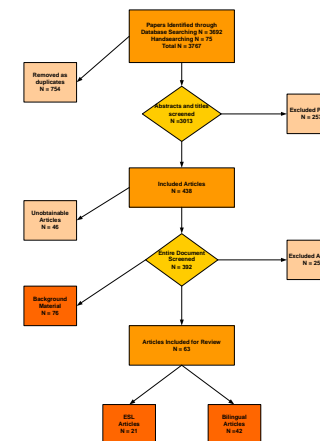 Papers Identified through
Database Searching N = 3692
Handsearching N = 75
Total N = 3767
Removed as
duplicates
N = 754
Abstracts and titles
screened
N =3013
Excluded
Included Articles
N = 438
Unobtainable
Articles
N = 46
Entire Document
Screened
N = 392
Excluded
Background
Material
N = 76
Articles Included for Review
N = 63
ESL
Articles
N = 21
Bilingual
Articles
N =42